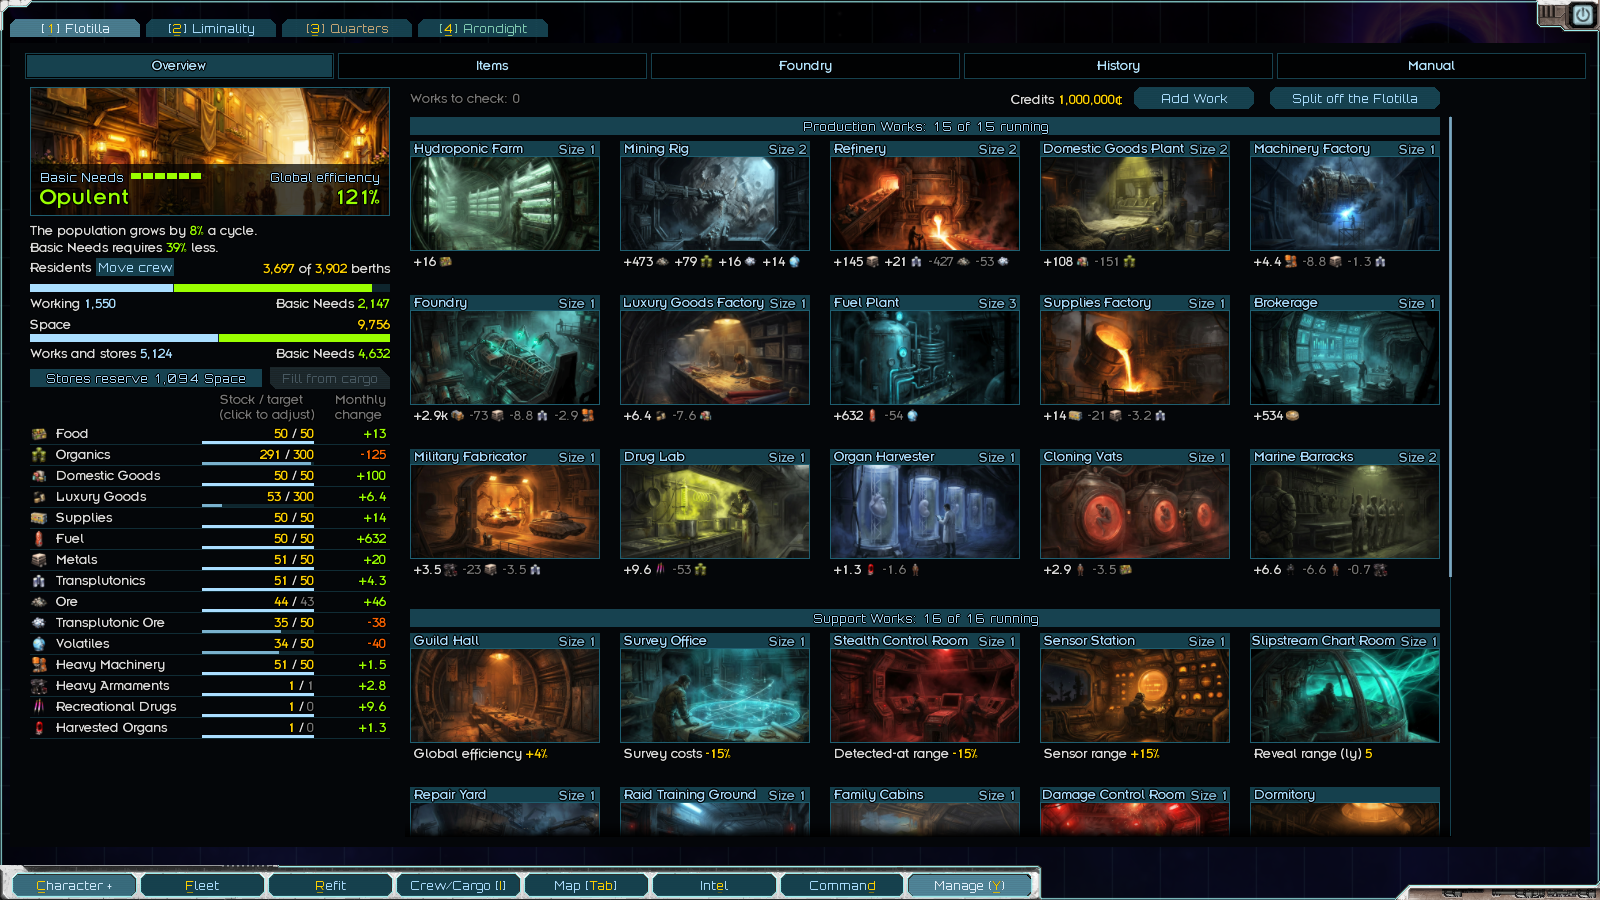 [1] Flotilla [2] Liminality [3] Quarters [4] Arondight
Overview Items Foundry History Manual
Works to check: 0 Credits 1,000,000¢ Add Work Split off the Flotilla
Basic Needs Global efficiency
Opulent 121%
The population grows by 8% a cycle.
Basic Needs requires 39% less.
Residents Move crew 3,697 of 3,902 berths
Working 1,550 Basic Needs 2,147
Space 9,756
Works and stores 5,124 Basic Needs 4,632
Stores reserve 1,094 Space Fill from cargo
Stock / target Monthly
(click to adjust) change
Food 50 / 50 +13
Organics 291 / 300 -125
Domestic Goods 50 / 50 +100
Luxury Goods 53 / 300 +6.4
Supplies 50 / 50 +14
Fuel 50 / 50 +632
Metals 51 / 50 +20
Transplutonics 51 / 50 +4.3
Ore 44 / 43 +46
Transplutonic Ore 35 / 50 -38
Volatiles 34 / 50 -40
Heavy Machinery 51 / 50 +1.5
Heavy Armaments 1 / 1 +2.8
Recreational Drugs 1 / 0 +9.6
Harvested Organs 1 / 0 +1.3
Production Works: 15 of 15 running
Hydroponic Farm Size 1 Mining Rig Size 2 Refinery Size 2 Domestic Goods Plant Size 2 Machinery Factory Size 1
+16 +473 +79 +16 +14 +145 +21 -427 -53 +108 -151 +4.4 -8.8 -1.3
Foundry Size 1 Luxury Goods Factory Size 1 Fuel Plant Size 3 Supplies Factory Size 1 Brokerage Size 1
+2.9k -73 -8.8 -2.9 +6.4 -7.6 +632 -54 +14 -21 -3.2 +534
Military Fabricator Size 1 Drug Lab Size 1 Organ Harvester Size 1 Cloning Vats Size 1 Marine Barracks Size 2
+3.5 -23 -3.5 +9.6 -53 +1.3 -1.6 +2.9 -3.5 +6.6 -6.6 -0.7
Support Works: 16 of 16 running
Guild Hall Size 1 Survey Office Size 1 Stealth Control Room Size 1 Sensor Station Size 1 Slipstream Chart Room Size 1
Global efficiency +4% Survey costs -15% Detected-at range -15% Sensor range +15% Reveal range (ly) 5
Repair Yard Size 1 Raid Training Ground Size 1 Family Cabins Size 1 Damage Control Room Size 1 Dormitory
Character + Fleet Refit Crew/Cargo [I] Map [Tab] Intel Command Manage (Y)